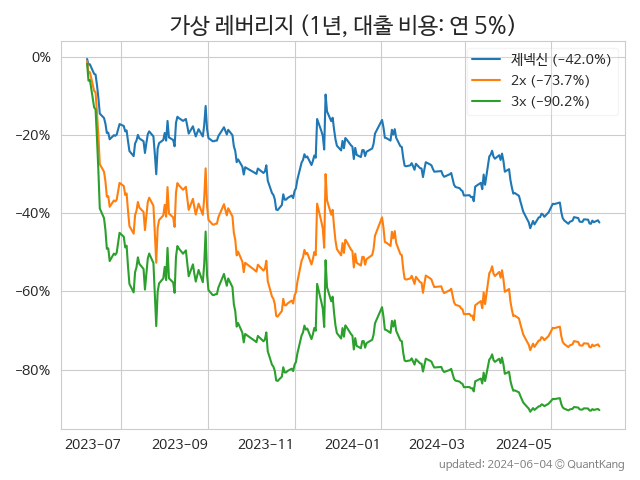 가상 레버리지 (1년, 대출 비용: 연 5%)
제넥신 (−42.0%)
2x (−73.7%)
3x (−90.2%)
0%
−20%
−40%
−60%
−80%
2023-07 2023-09 2023-11 2024-01 2024-03 2024-05
updated: 2024-06-04 © QuantKang